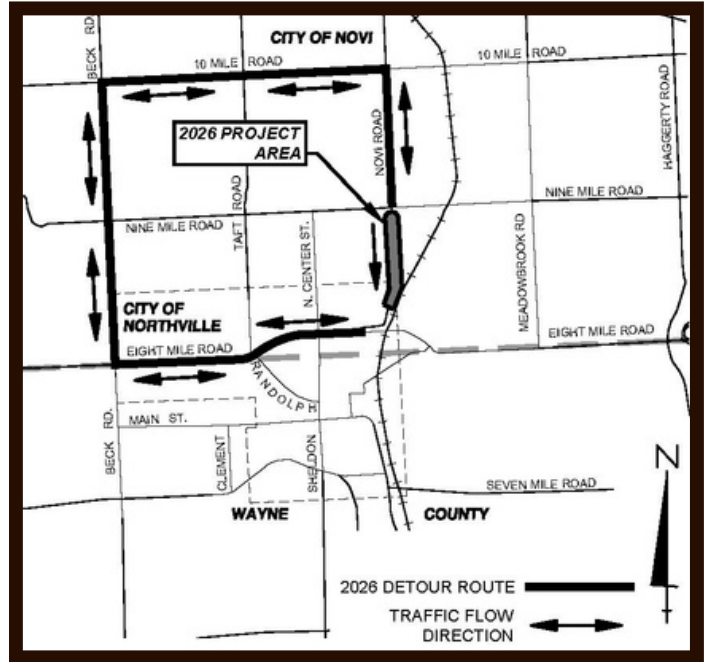 CITY OF NOVI
BECK RD.
10 MILE ROAD
10 MILE ROAD
HAGGERTY ROAD
2026 PROJECT
AREA
NOVI ROAD
TAFT ROAD
NINE MILE ROAD
NINE MILE ROAD
N. CENTER ST.
MEADOWBROOK RD
CITY OF
NORTHVILLE
EIGHT MILE ROAD
EIGHT MILE ROAD
RANDOLPH
BECK RD.
MAIN ST.
CLEMENT
SHELDON
SEVEN MILE ROAD
WAYNE COUNTY
N
2026 DETOUR ROUTE
TRAFFIC FLOW
DIRECTION